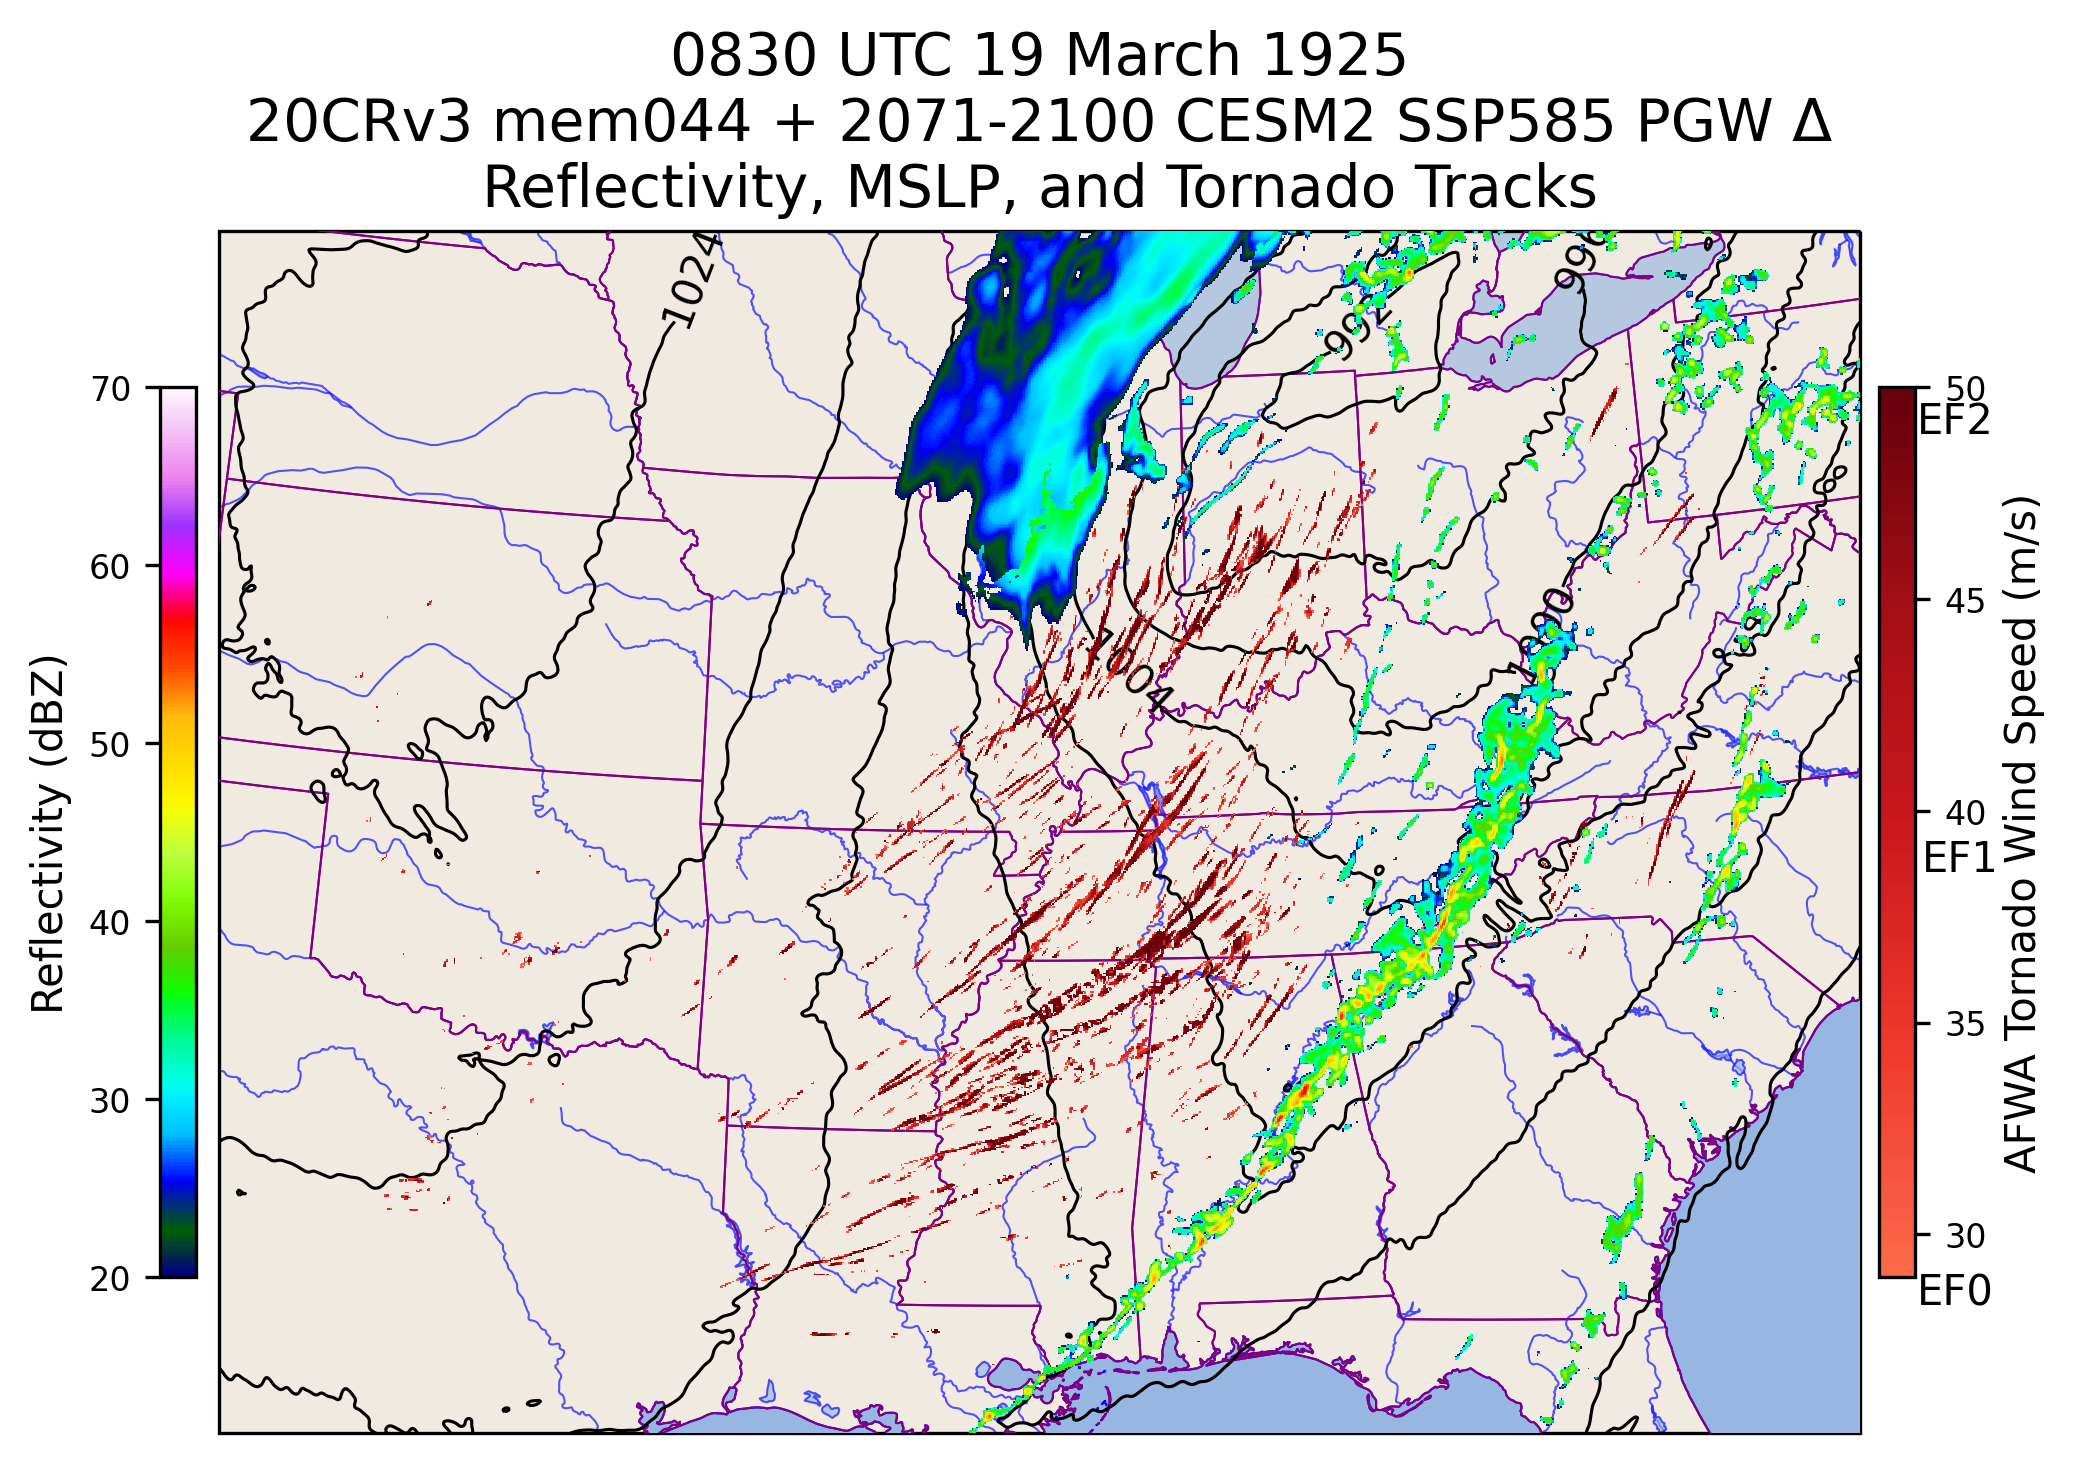 0830 UTC 19 March 1925
20CRv3 mem044 + 2071-2100 CESM2 SSP585 PGW Δ
Reflectivity, MSLP, and Tornado Tracks
1024
996
992
1000
1004
70
60
50
40
30
20
Reflectivity (dBZ)
50
EF2
45
40
EF1
35
30
EF0
AFWA Tornado Wind Speed (m/s)